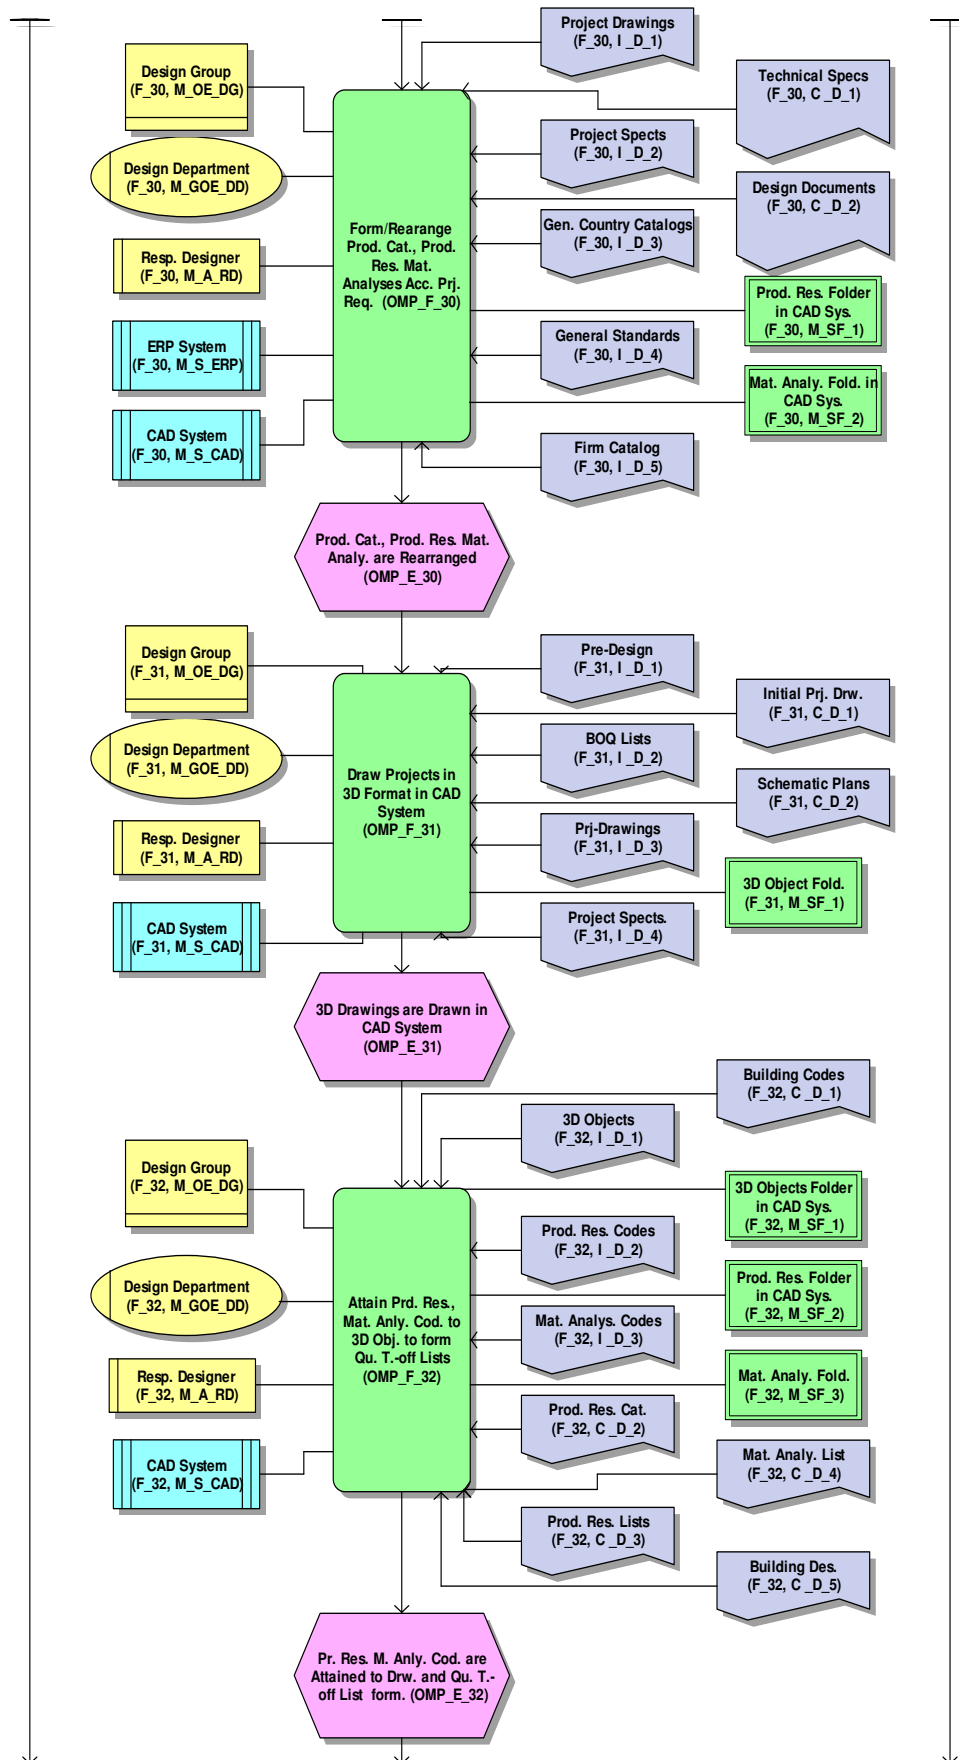 Project Drawings
(F_30, I _D_1)
Design Group
(F_30, M_OE_DG)
Technical Specs
(F_30, C _D_1)
Project Spects
(F_30, I _D_2)
Design Department
(F_30, M_GOE_DD)
Design Documents
(F_30, C _D_2)
Form/Rearrange
Prod. Cat., Prod.
Res. Mat.
Analyses Acc. Prj.
Req.  (OMP_F_30)
Gen. Country Catalogs
(F_30, I _D_3)
Resp. Designer
(F_30, M_A_RD)
Prod. Res. Folder
in CAD Sys.
(F_30, M_SF_1)
ERP System
(F_30, M_S_ERP)
General Standards
(F_30, I _D_4)
Mat. Analy. Fold. in
CAD Sys.
(F_30, M_SF_2)
CAD System
(F_30, M_S_CAD)
Firm Catalog
(F_30, I _D_5)
Prod. Cat., Prod. Res. Mat.
Analy. are Rearranged
(OMP_E_30)
Design Group
(F_31, M_OE_DG)
Pre-Design
(F_31, I _D_1)
Initial Prj. Drw.
(F_31, C _D_1)
Design Department
(F_31, M_GOE_DD)
BOQ Lists
(F_31, I _D_2)
Draw Projects in
3D Format in CAD
System
(OMP_F_31)
Schematic Plans
(F_31, C _D_2)
Resp. Designer
(F_31, M_A_RD)
Prj-Drawings
(F_31, I _D_3)
3D Object Fold.
(F_31, M_SF_1)
CAD System
(F_31, M_S_CAD)
Project Spects.
(F_31, I _D_4)
3D Drawings are Drawn in
CAD System
(OMP_E_31)
Building Codes
(F_32, C _D_1)
3D Objects
(F_32, I _D_1)
Design Group
(F_32, M_OE_DG)
3D Objects Folder
in CAD Sys.
(F_32, M_SF_1)
Prod. Res. Codes
(F_32, I _D_2)
Design Department
(F_32, M_GOE_DD)
Prod. Res. Folder
in CAD Sys.
(F_32, M_SF_2)
Attain Prd. Res.,
Mat. Anly. Cod. to
3D Obj. to form
Qu. T.-off Lists
(OMP_F_32)
Mat. Analys. Codes
(F_32, I _D_3)
Resp. Designer
(F_32, M_A_RD)
Mat. Analy. Fold.
(F_32, M_SF_3)
Prod. Res. Cat.
(F_32, C _D_2)
CAD System
(F_32, M_S_CAD)
Mat. Analy. List
(F_32, C _D_4)
Prod. Res. Lists
(F_32, C _D_3)
Building Des.
(F_32, C _D_5)
Pr. Res. M. Anly. Cod. are
Attained to Drw. and Qu. T.-
off List  form. (OMP_E_32)